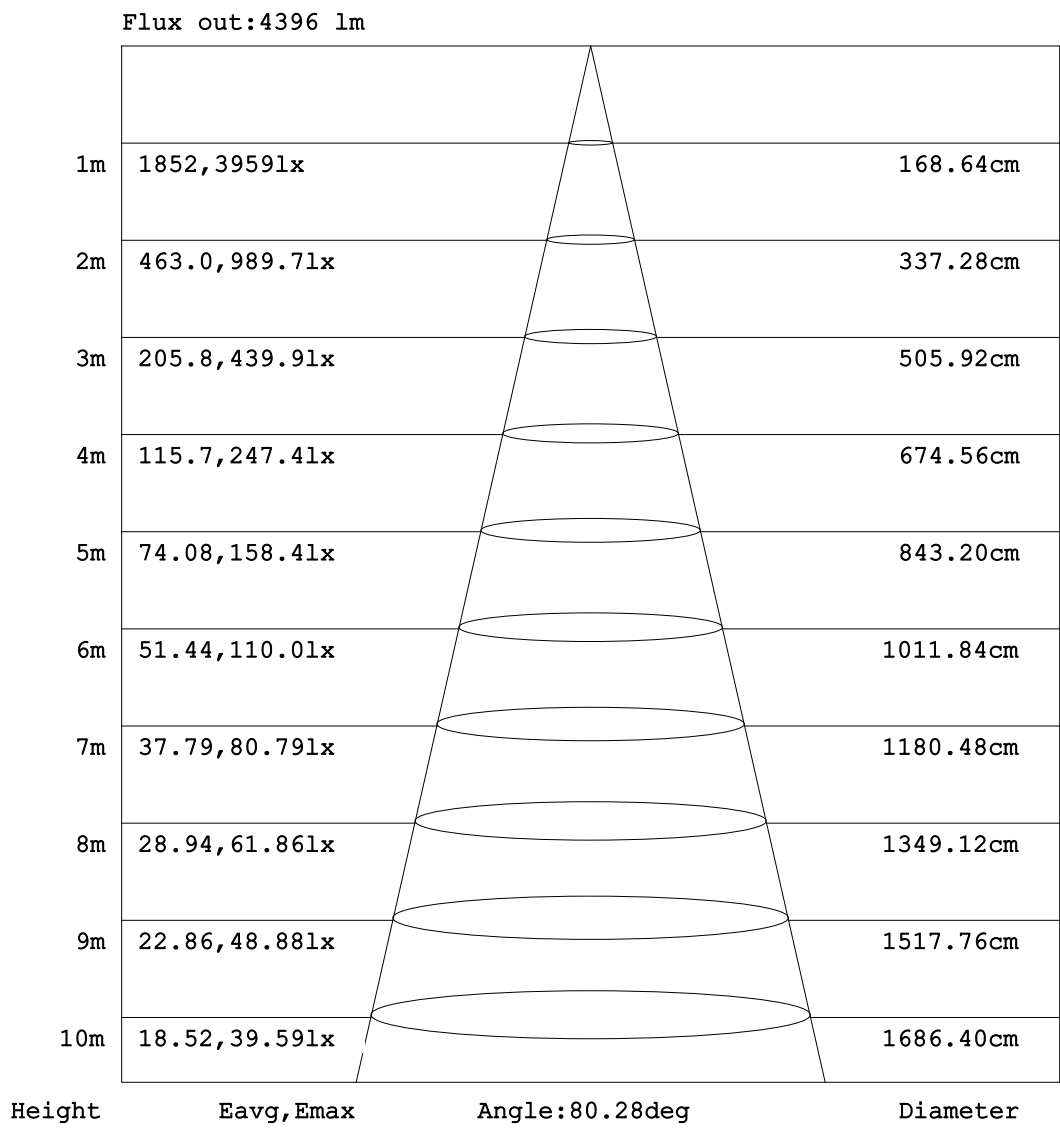 Flux out:4396 lm
1m 1852,3959lx 168.64cm
2m 463.0,989.7lx 337.28cm
3m 205.8,439.9lx 505.92cm
4m 115.7,247.4lx 674.56cm
5m 74.08,158.4lx 843.20cm
6m 51.44,110.0lx 1011.84cm
7m 37.79,80.79lx 1180.48cm
8m 28.94,61.86lx 1349.12cm
9m 22.86,48.88lx 1517.76cm
10m 18.52,39.59lx 1686.40cm
Height Eavg,Emax Angle:80.28deg Diameter